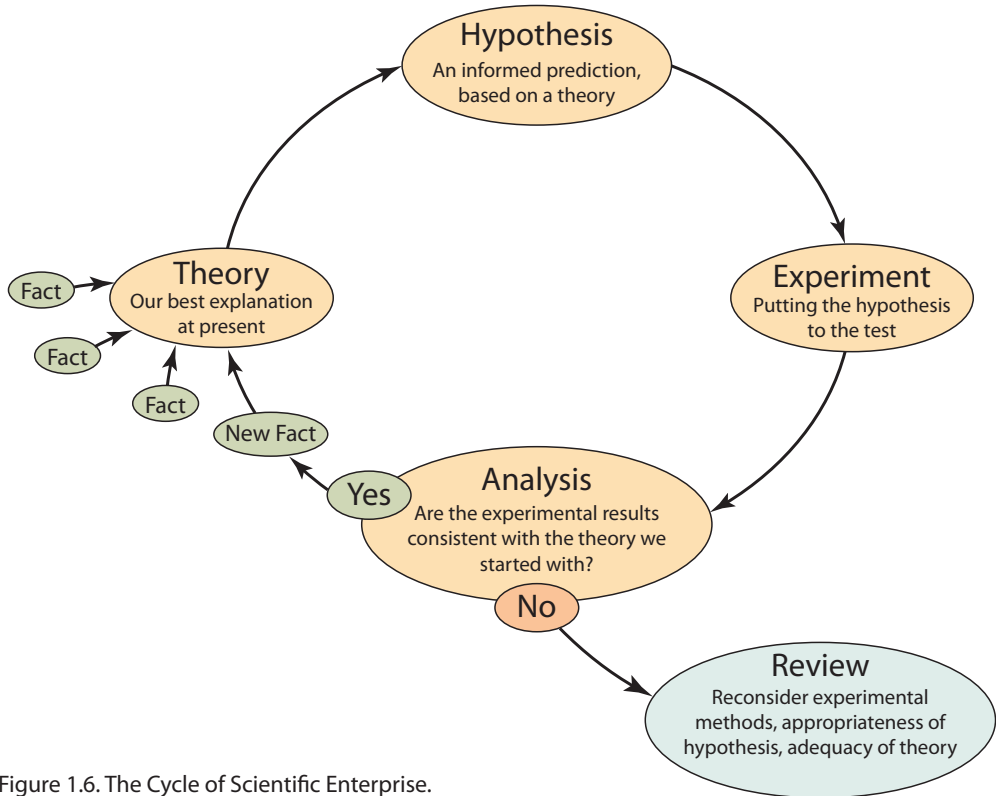 Hypothesis
An informed prediction,
based on a theory
Theory
Our best explanation
at present
Experiment
Putting the hypothesis
to the test
Fact
Fact
Fact
New Fact
Yes
Analysis
Are the experimental results
consistent with the theory we
started with?
No
Review
Reconsider experimental
methods, appropriateness of
hypothesis, adequacy of theory
Figure 1.6. The Cycle of Scientific Enterprise.